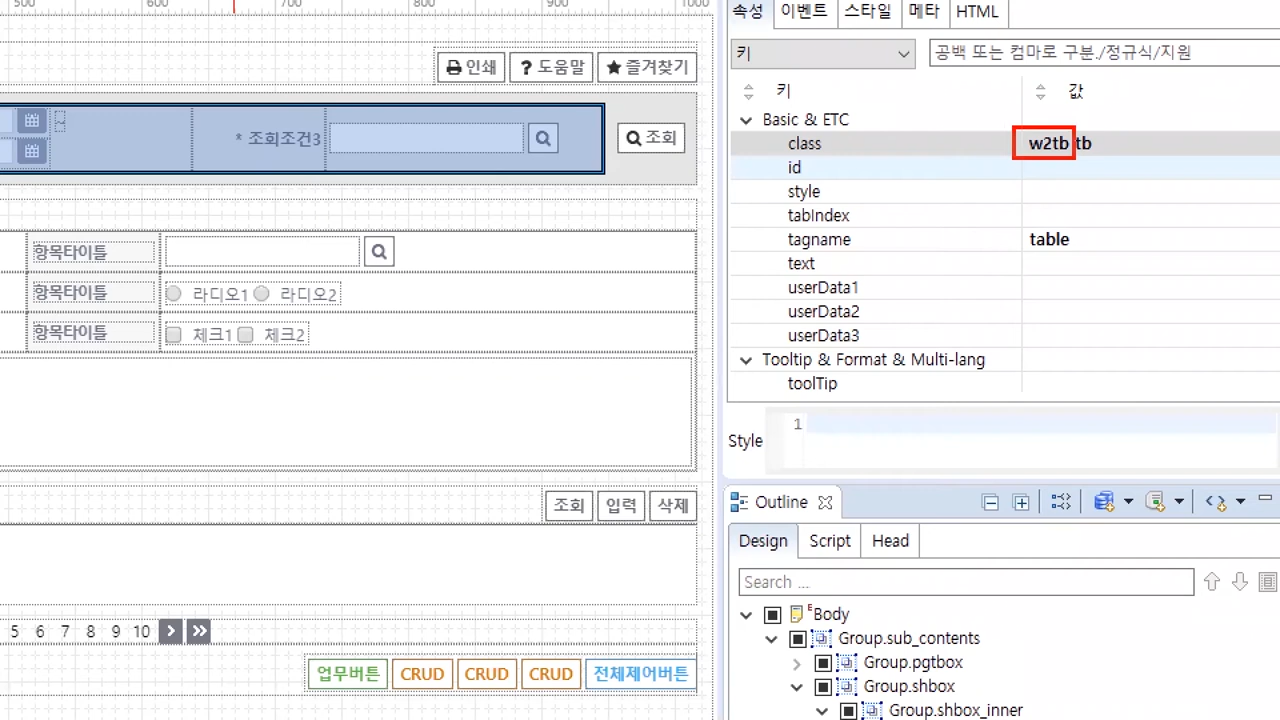 500 600 700 800 900 1000
인쇄 ? 도움말 즐겨찾기
* 조회조건3 조회
항목타이틀
항목타이틀 라디오1 라디오2
항목타이틀 체크1 체크2
조회 입력 삭제
5 6 7 8 9 10
업무버튼 CRUD CRUD CRUD 전체제어버튼
속성 이벤트 스타일 메타 HTML
키 공백 또는 컴마로 구분./정규식/지원
키 값
Basic & ETC
class w2tb tb
id
style
tabIndex
tagname table
text
userData1
userData2
userData3
Tooltip & Format & Multi-lang
toolTip
Style 1
Outline
Design Script Head
Search ...
E Body
Group.sub_contents
Group.pgtbox
Group.shbox
Group.shbox_inner